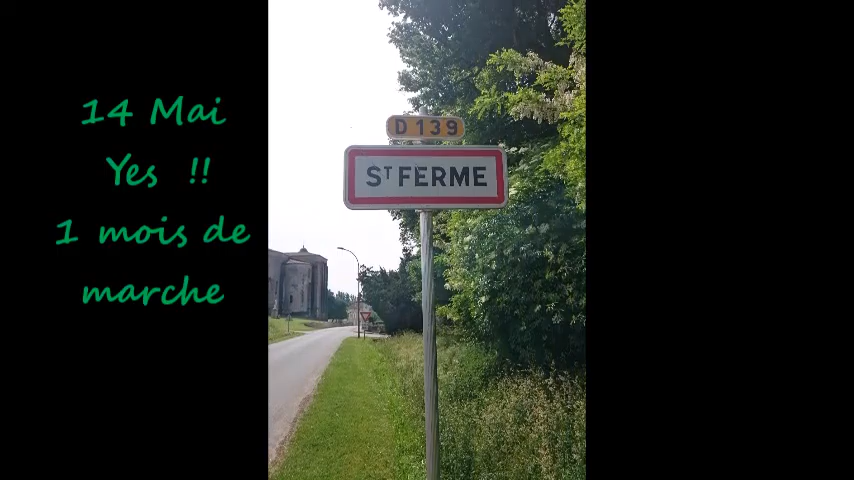 14 Mai
Yes !!
1 mois de
marche
D 139
ST FERME